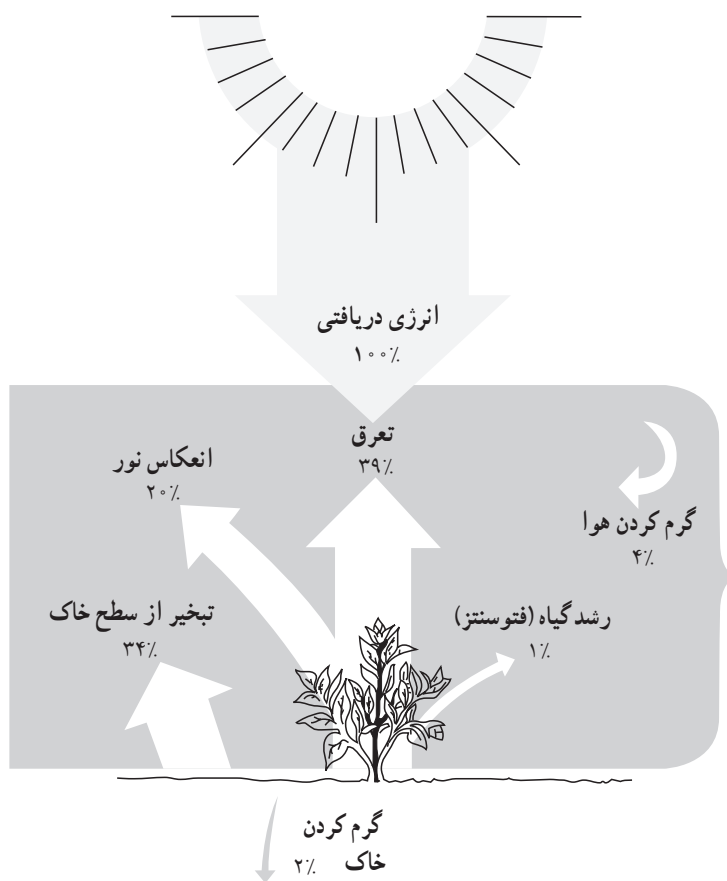 انرژی دریافتی
۱۰۰٪
تعرق
۳۹٪
انعکاس نور
۲۰٪
گرم کردن هوا
۴٪
تبخیر از سطح خاک
۳۴٪
رشد گیاه (فتوسنتز)
۱٪
گرم کردن
خاک ۲٪